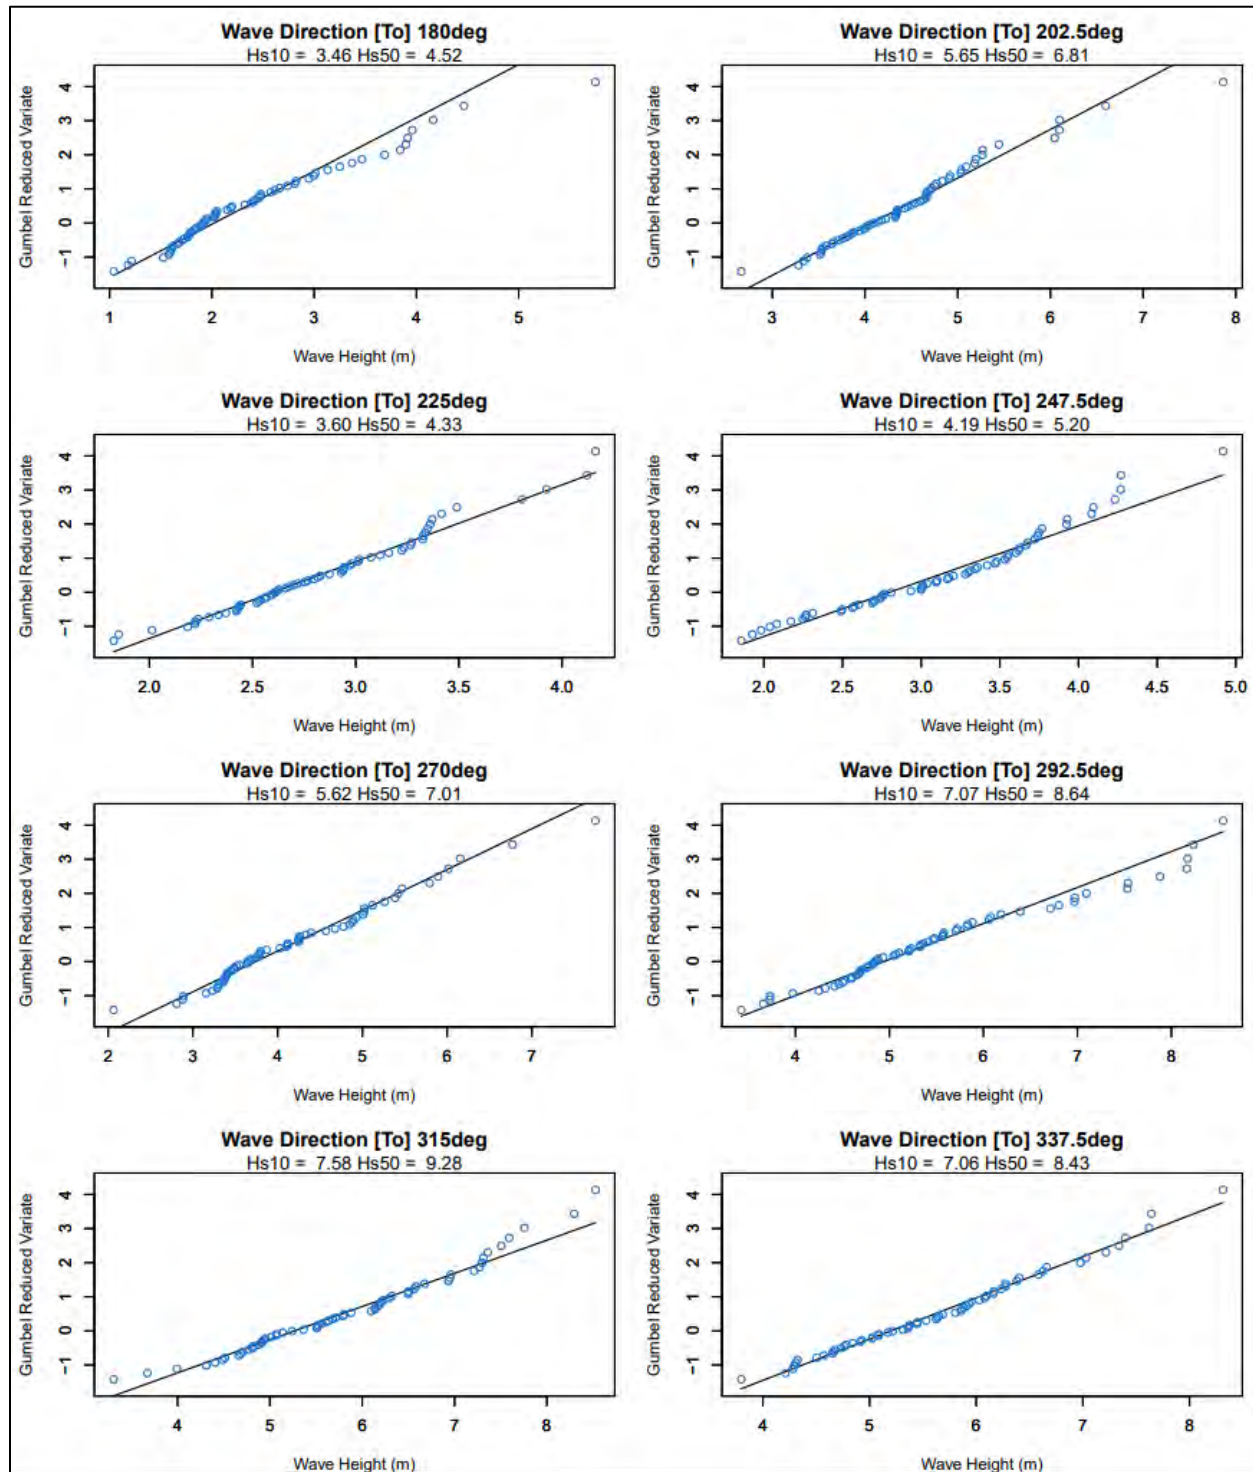 Wave Direction [To] 180deg
Hs10 = 3.46 Hs50 = 4.52
Gumbel Reduced Variate
4
3
2
1
0
−1
1 2 3 4 5
Wave Height (m)
Wave Direction [To] 202.5deg
Hs10 = 5.65 Hs50 = 6.81
Gumbel Reduced Variate
4
3
2
1
0
−1
3 4 5 6 7 8
Wave Height (m)
Wave Direction [To] 225deg
Hs10 = 3.60 Hs50 = 4.33
Gumbel Reduced Variate
4
3
2
1
0
−1
2.0 2.5 3.0 3.5 4.0
Wave Height (m)
Wave Direction [To] 247.5deg
Hs10 = 4.19 Hs50 = 5.20
Gumbel Reduced Variate
4
3
2
1
0
−1
2.0 2.5 3.0 3.5 4.0 4.5 5.0
Wave Height (m)
Wave Direction [To] 270deg
Hs10 = 5.62 Hs50 = 7.01
Gumbel Reduced Variate
4
3
2
1
0
−1
2 3 4 5 6 7
Wave Height (m)
Wave Direction [To] 292.5deg
Hs10 = 7.07 Hs50 = 8.64
Gumbel Reduced Variate
4
3
2
1
0
−1
4 5 6 7 8
Wave Height (m)
Wave Direction [To] 315deg
Hs10 = 7.58 Hs50 = 9.28
Gumbel Reduced Variate
4
3
2
1
0
−1
4 5 6 7 8
Wave Height (m)
Wave Direction [To] 337.5deg
Hs10 = 7.06 Hs50 = 8.43
Gumbel Reduced Variate
4
3
2
1
0
−1
4 5 6 7 8
Wave Height (m)